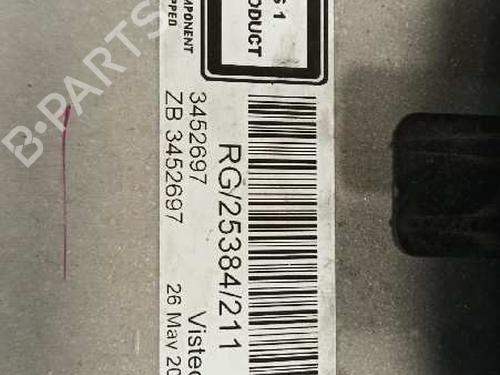 S 1
ODUCT
MPONENT
PPED
RG/25384/211
3452697
ZB 3452697
Visteo
26 May 20
B-PARTS